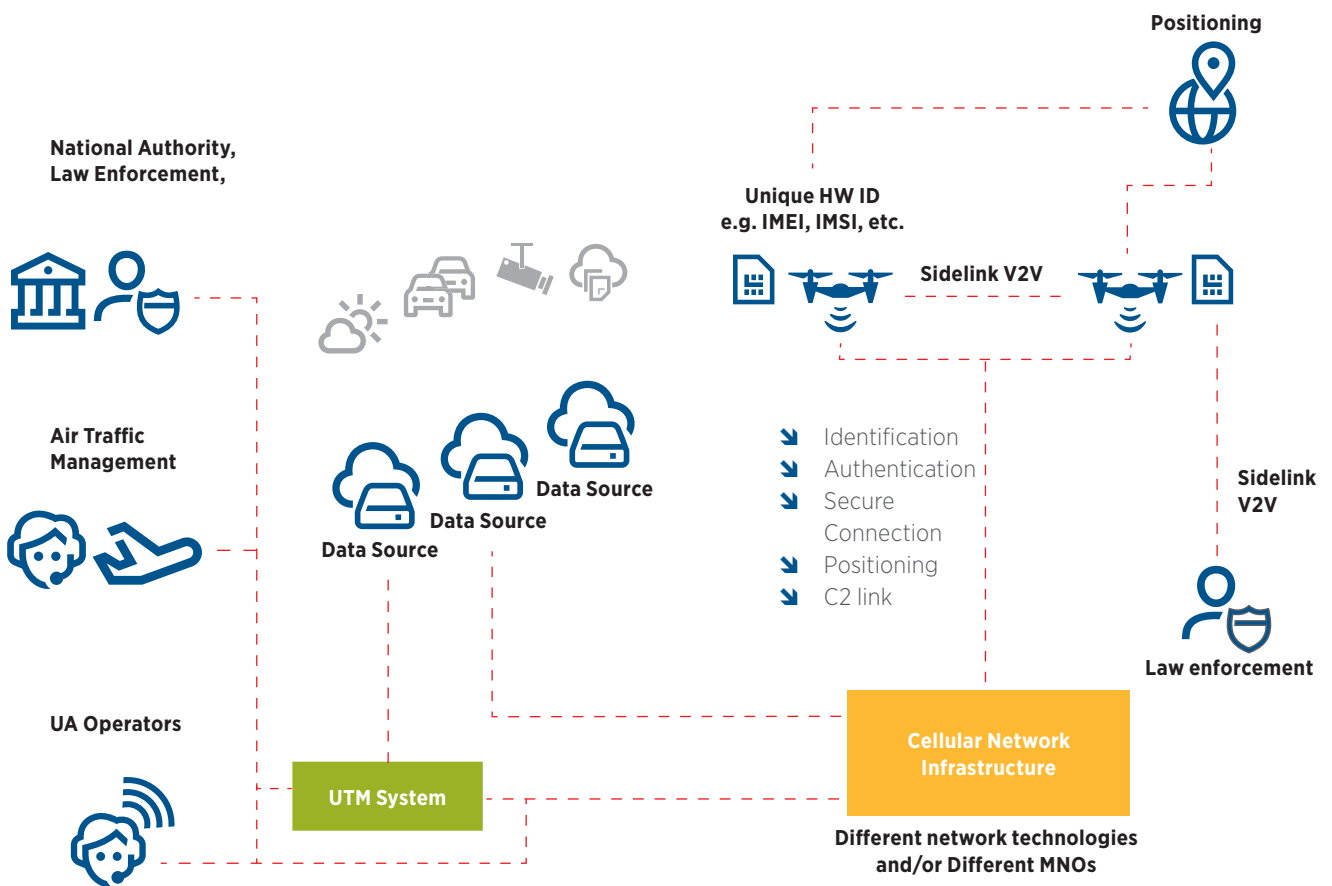 Positioning
National Authority,
Law Enforcement,
Unique HW ID
e.g. IMEI, IMSI, etc.
Sidelink V2V
Air Traffic
Management
Identification
Authentication
Secure
Connection
Positioning
C2 link
Sidelink
V2V
Data Source
Data Source
Data Source
Law enforcement
UA Operators
Cellular Network
Infrastructure
UTM System
Different network technologies
and/or Different MNOs